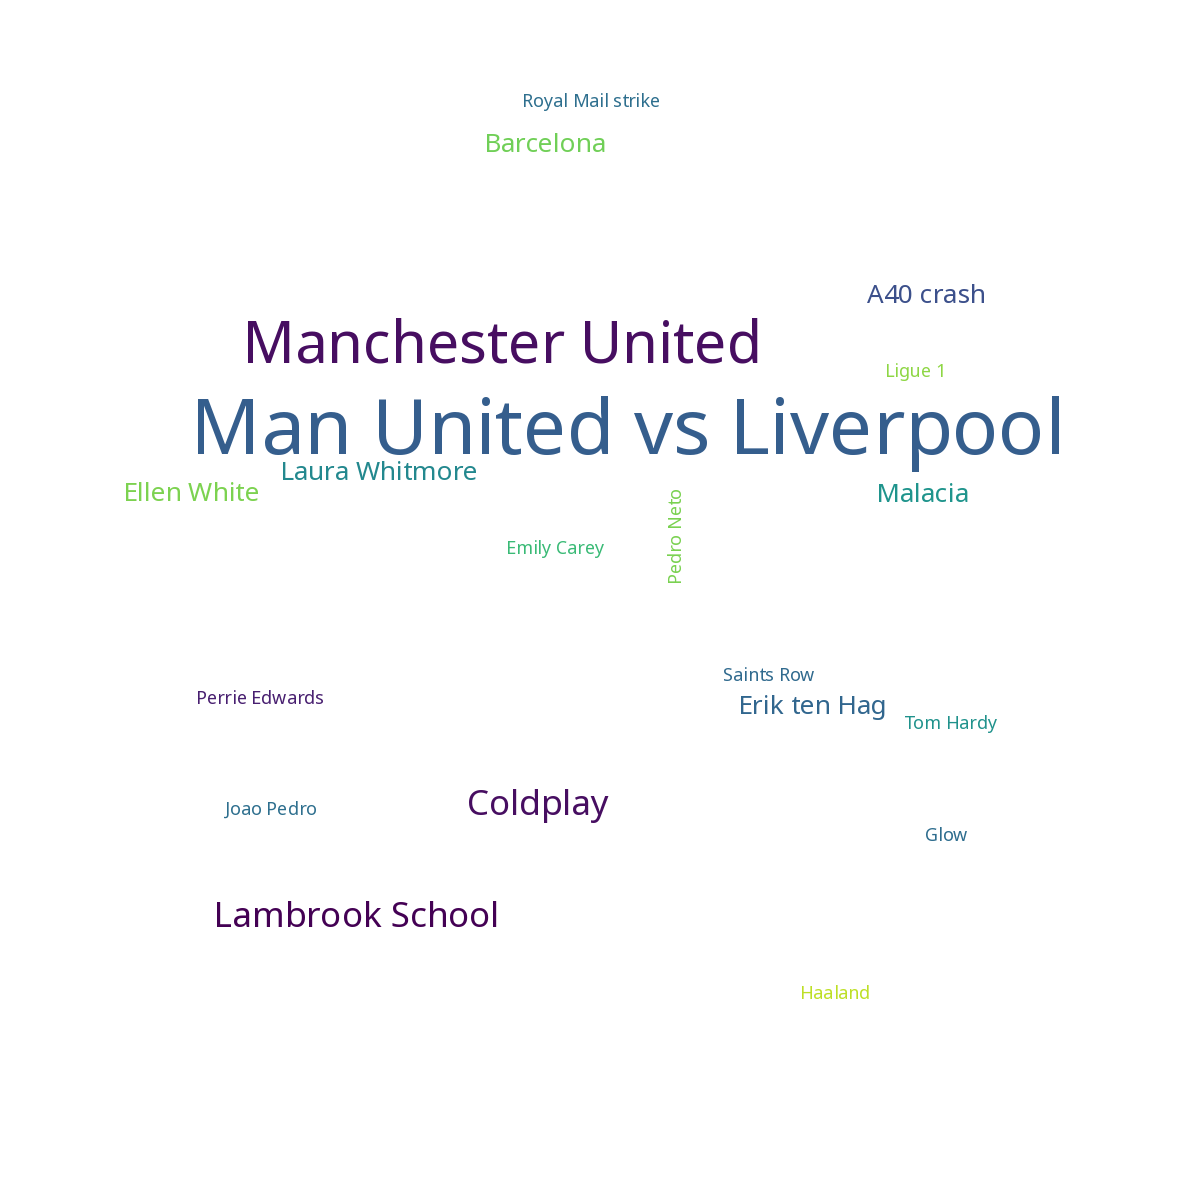 Royal Mail strike
Barcelona
A40 crash
Manchester United
Ligue 1
Man United vs Liverpool
Laura Whitmore
Ellen White
Malacia
Pedro Neto
Emily Carey
Saints Row
Perrie Edwards
Erik ten Hag
Tom Hardy
Coldplay
Joao Pedro
Glow
Lambrook School
Haaland